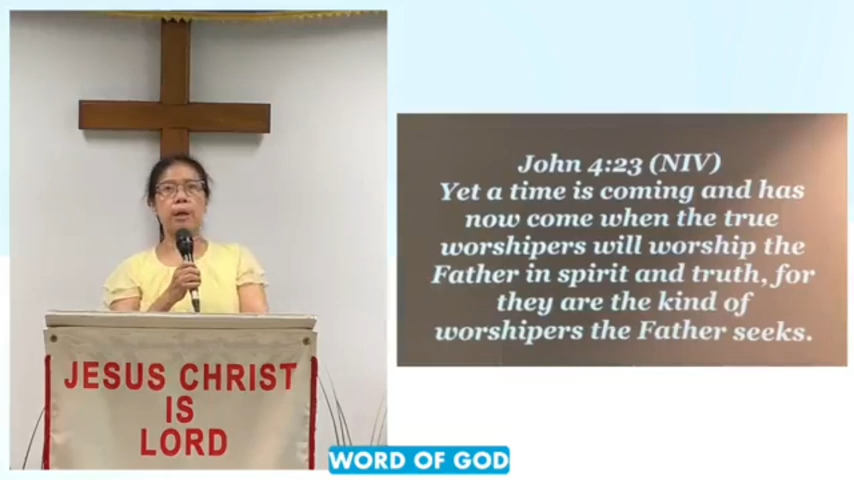 JESUS CHRIST
IS
LORD
John 4:23 (NIV)
Yet a time is coming and has
now come when the true
worshipers will worship the
Father in spirit and truth, for
they are the kind of
worshipers the Father seeks.
WORD OF GOD